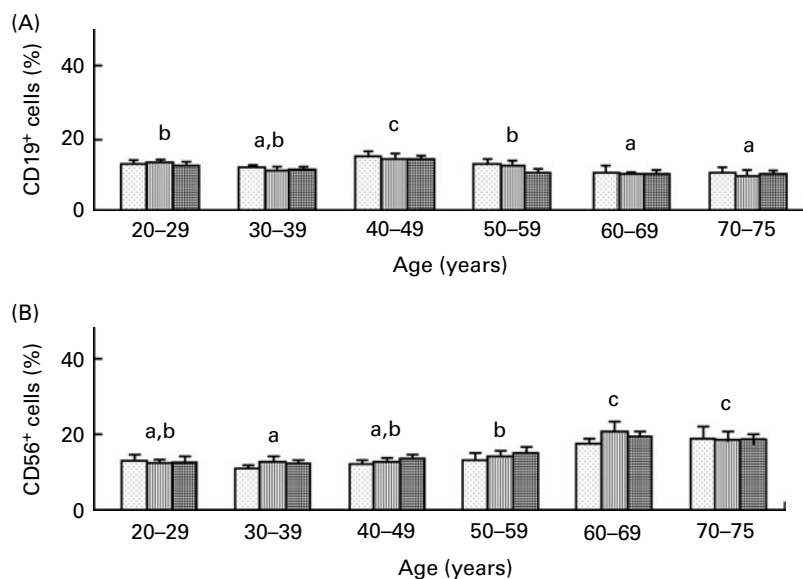 (A)
CD19⁺ cells (%)
40
20
0
b
a,b
c
b
a
a
20–29
30–39
40–49
50–59
60–69
70–75
Age (years)
(B)
CD56⁺ cells (%)
40
20
0
a,b
a
a,b
b
c
c
20–29
30–39
40–49
50–59
60–69
70–75
Age (years)